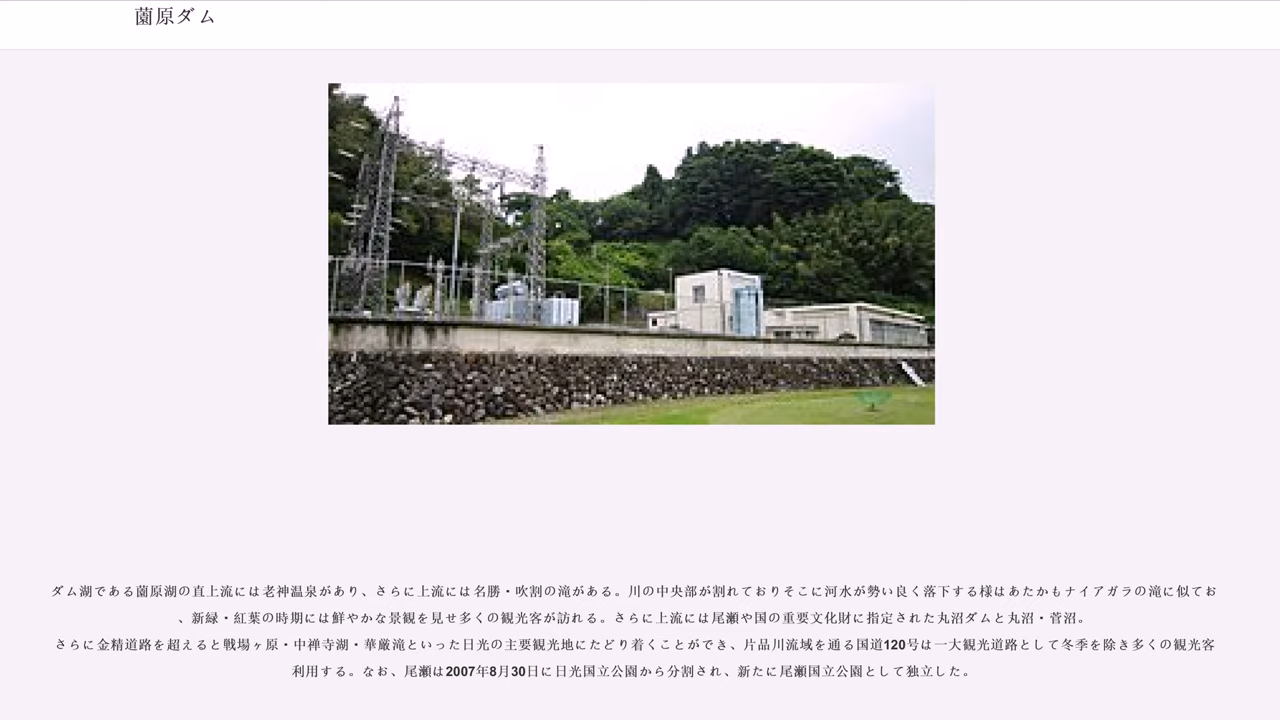 薗原ダム
ダム湖である薗原湖の直上流には老神温泉があり、さらに上流には名勝・吹割の滝がある。川の中央部が割れておりそこに河水が勢い良く落下する様はあたかもナイアガラの滝に似てお
、新緑・紅葉の時期には鮮やかな景観を見せ多くの観光客が訪れる。さらに上流には尾瀬や国の重要文化財に指定された丸沼ダムと丸沼・菅沼。
さらに金精道路を超えると戦場ヶ原・中禅寺湖・華厳滝といった日光の主要観光地にたどり着くことができ、片品川流域を通る国道120号は一大観光道路として冬季を除き多くの観光客
利用する。なお、尾瀬は2007年8月30日に日光国立公園から分割され、新たに尾瀬国立公園として独立した。